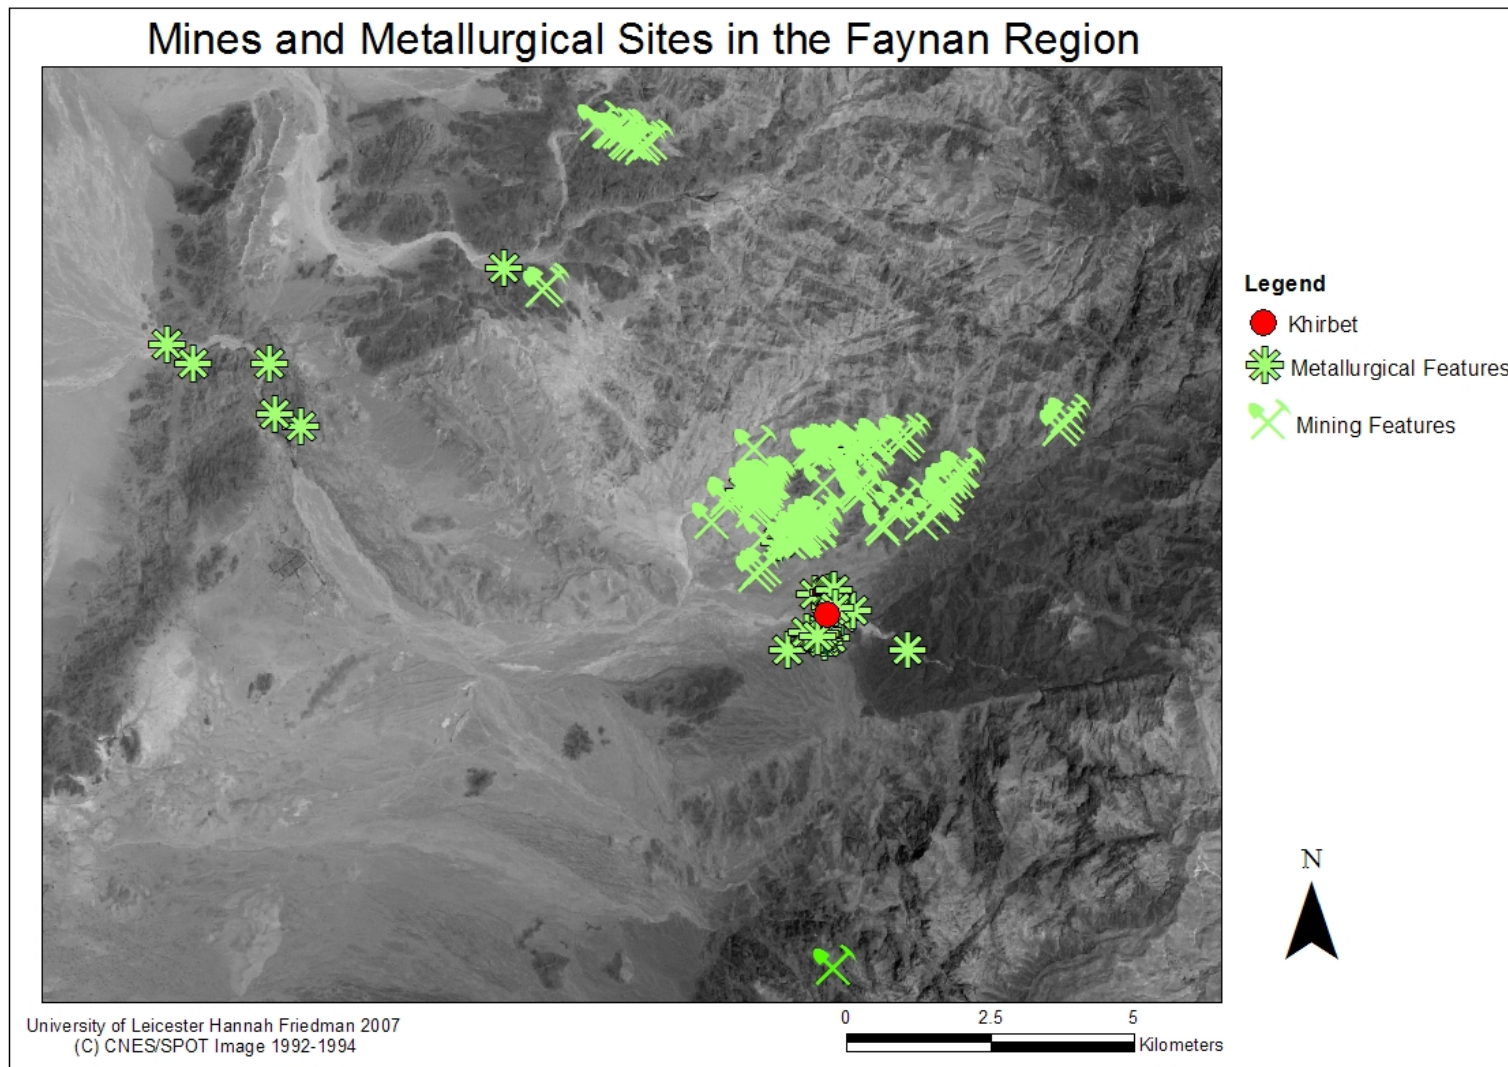 Mines and Metallurgical Sites in the Faynan Region
Legend
Khirbet
Metallurgical Features
Mining Features
N
0 2.5 5
Kilometers
University of Leicester Hannah Friedman 2007
(C) CNES/SPOT Image 1992-1994